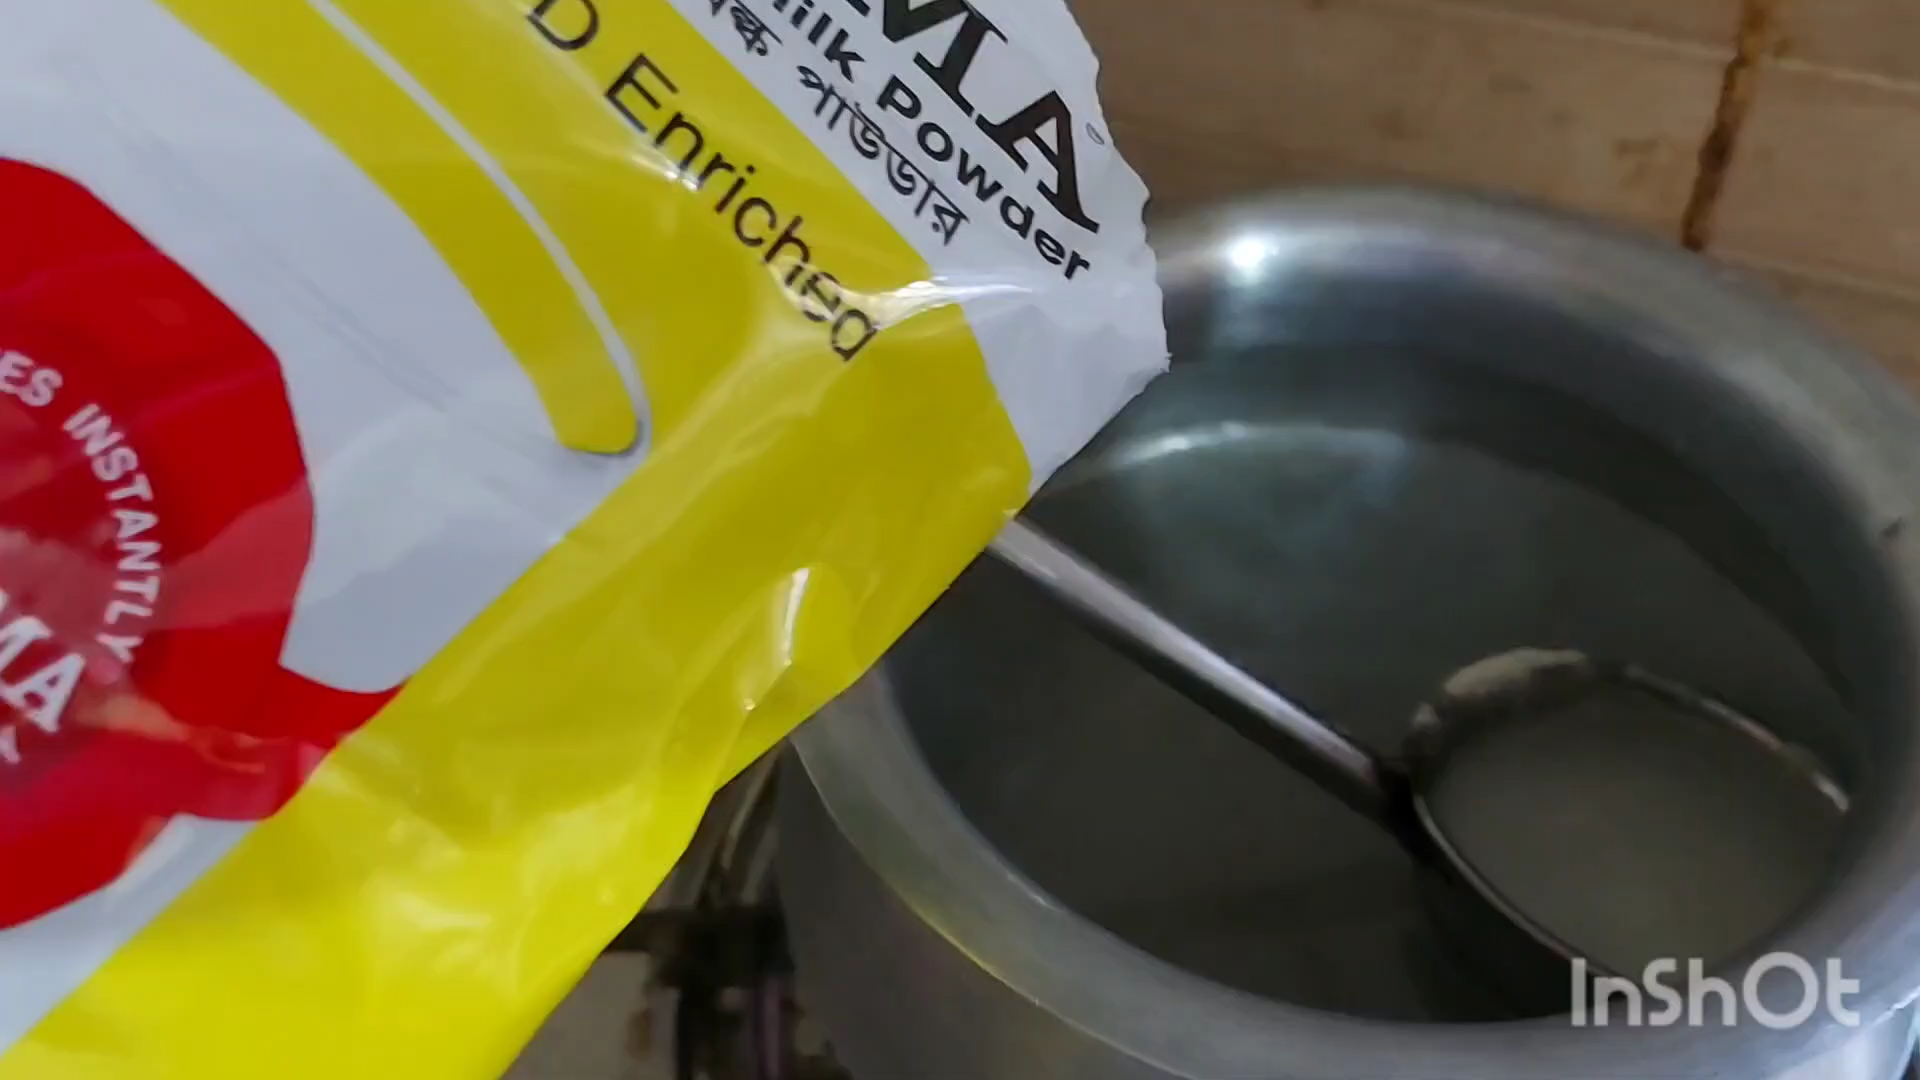 MA
Milk Powder
পাউডার
D Enriched
ES INSTANTLY
MA
InShOt